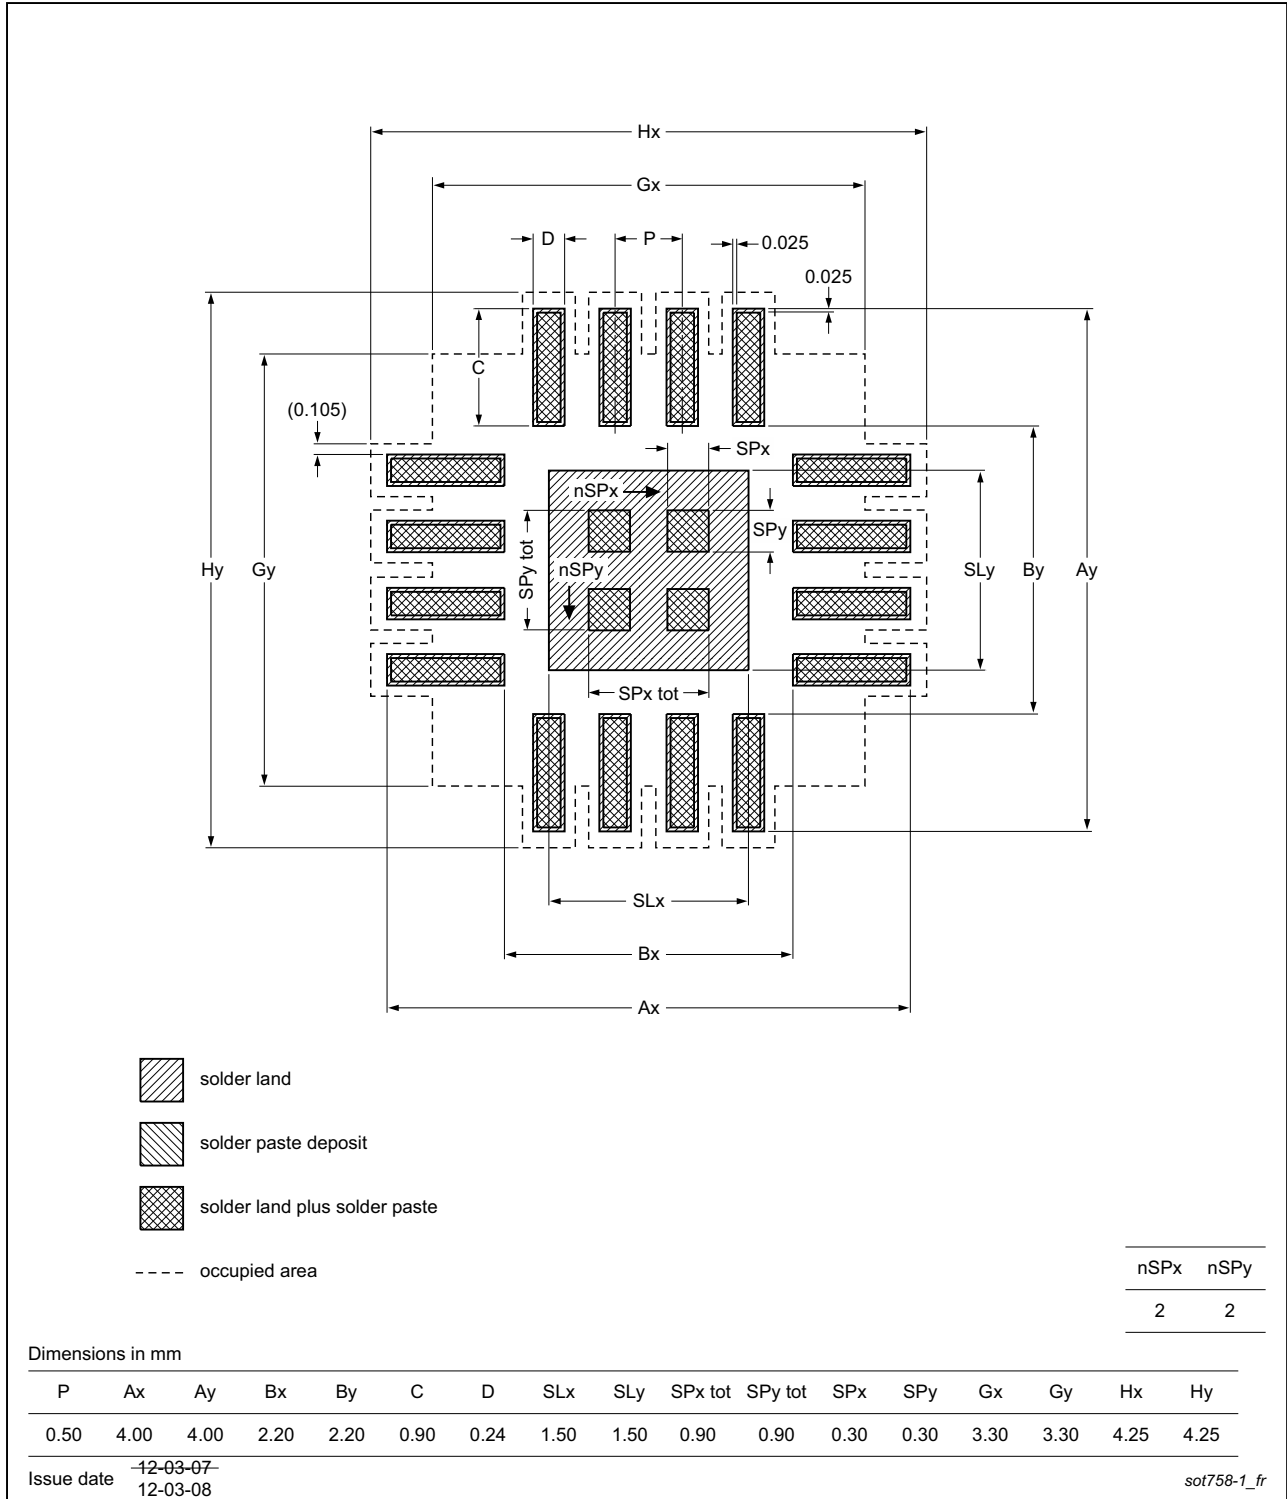 Hx
Gx
D
P
0.025
0.025
C
(0.105)
SPx
nSPx
SPy
SPy tot
nSPy
Hy
Gy
SLy
By
Ay
SPx tot
SLx
Bx
Ax
solder land
solder paste deposit
solder land plus solder paste
occupied area
nSPx nSPy
2 2
Dimensions in mm
P Ax Ay Bx By C D SLx SLy SPx tot SPy tot SPx SPy Gx Gy Hx Hy
0.50 4.00 4.00 2.20 2.20 0.90 0.24 1.50 1.50 0.90 0.90 0.30 0.30 3.30 3.30 4.25 4.25
Issue date 12-03-07
12-03-08
sot758-1_fr